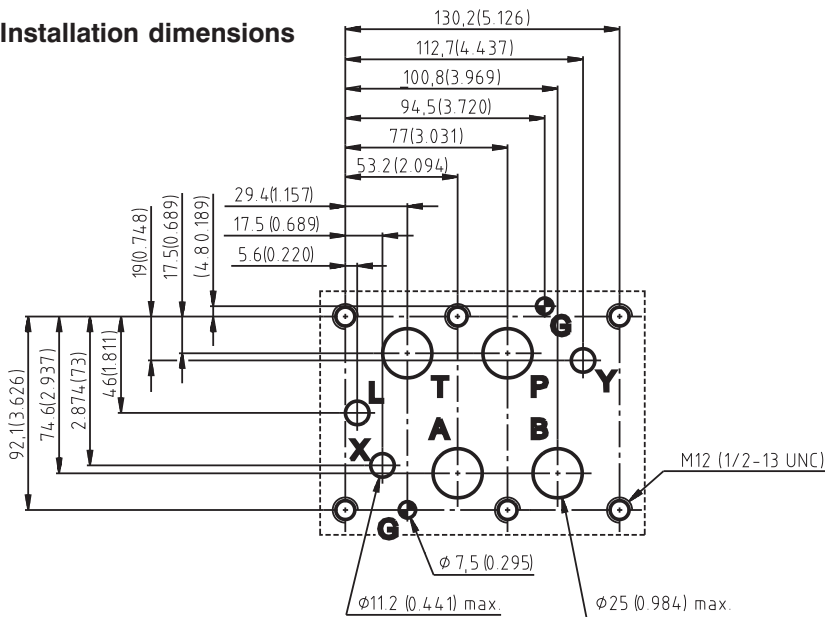 Installation dimensions
130,2(5.126)
112,7(4.437)
100,8(3.969)
94,5(3.720)
77(3.031)
53.2(2.094)
29.4(1.157)
17.5(0.689)
5.6(0.220)
19(0.748)
17.5(0.689)
(4.80.189)
92,1(3.626)
74.6(2.937)
2.874(73)
46(1.811)
G
L
T
P
Y
A
B
X
M12 (1/2-13 UNC)
G
φ 7,5 (0.295)
φ11.2 (0.441) max.
φ25 (0.984) max.